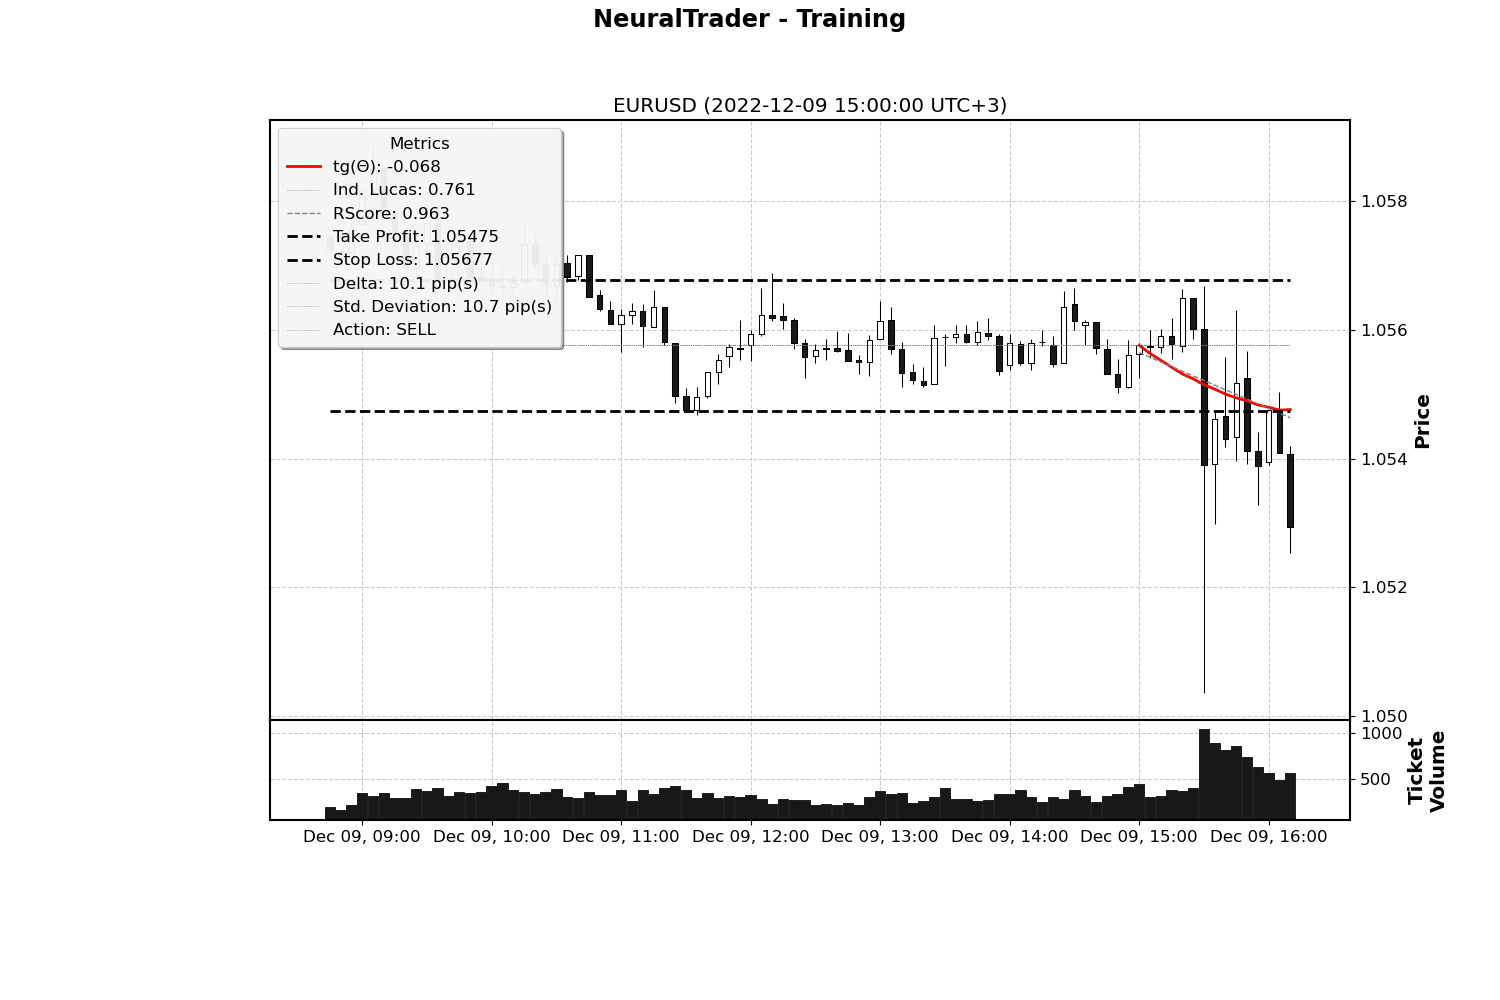 NeuralTrader - Training
EURUSD (2022-12-09 15:00:00 UTC+3)
Metrics
tg(Θ): -0.068
Ind. Lucas: 0.761
RScore: 0.963
Take Profit: 1.05475
Stop Loss: 1.05677
Delta: 10.1 pip(s)
Std. Deviation: 10.7 pip(s)
Action: SELL
1.058
1.056
1.054
1.052
1.050
Price
1000
500
Ticket
Volume
Dec 09, 09:00
Dec 09, 10:00
Dec 09, 11:00
Dec 09, 12:00
Dec 09, 13:00
Dec 09, 14:00
Dec 09, 15:00
Dec 09, 16:00